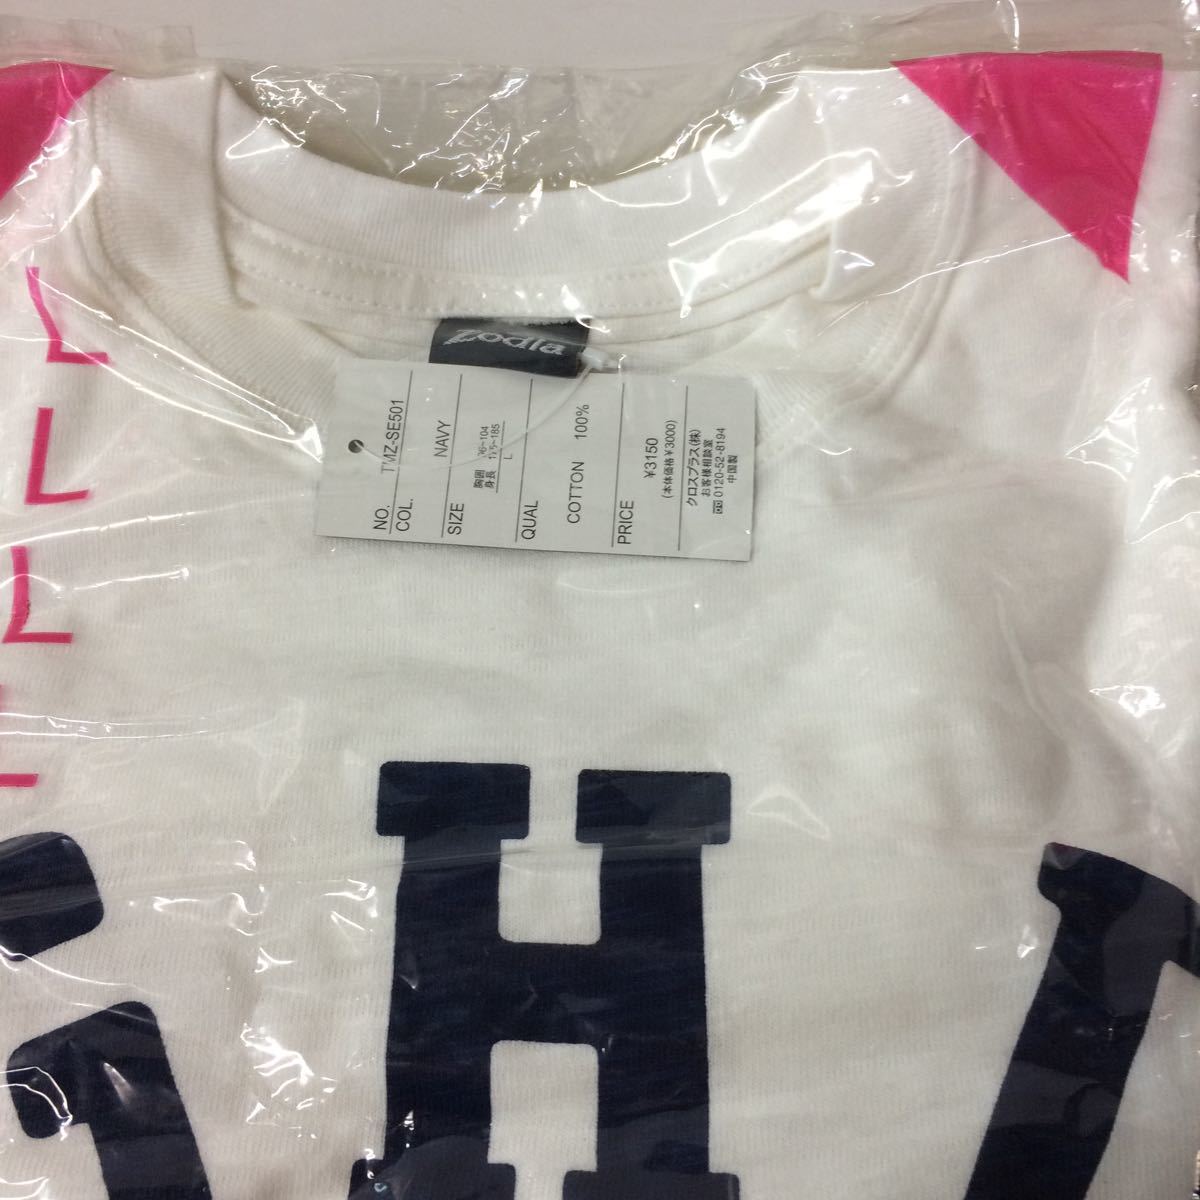 Zodia
NO. TMZ-SE501
COL. NAVY
SIZE
胸囲 96~104
身長 175~185
L
QUAL
COTTON 100%
PRICE
¥3150
(本体価格¥3000)
クロスプラス(株)
お客様相談室
0120-52-8194
中国製
L
L
L
H